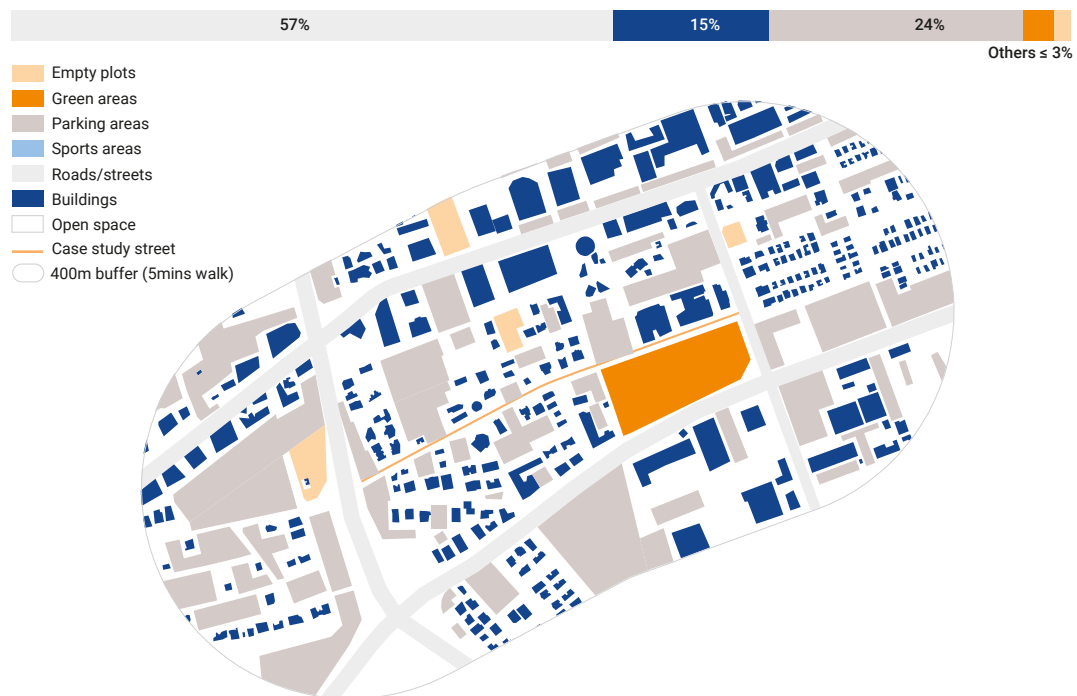 57%
15%
24%
Others ≤ 3%
Empty plots
Green areas
Parking areas
Sports areas
Roads/streets
Buildings
Open space
Case study street
400m buffer (5mins walk)